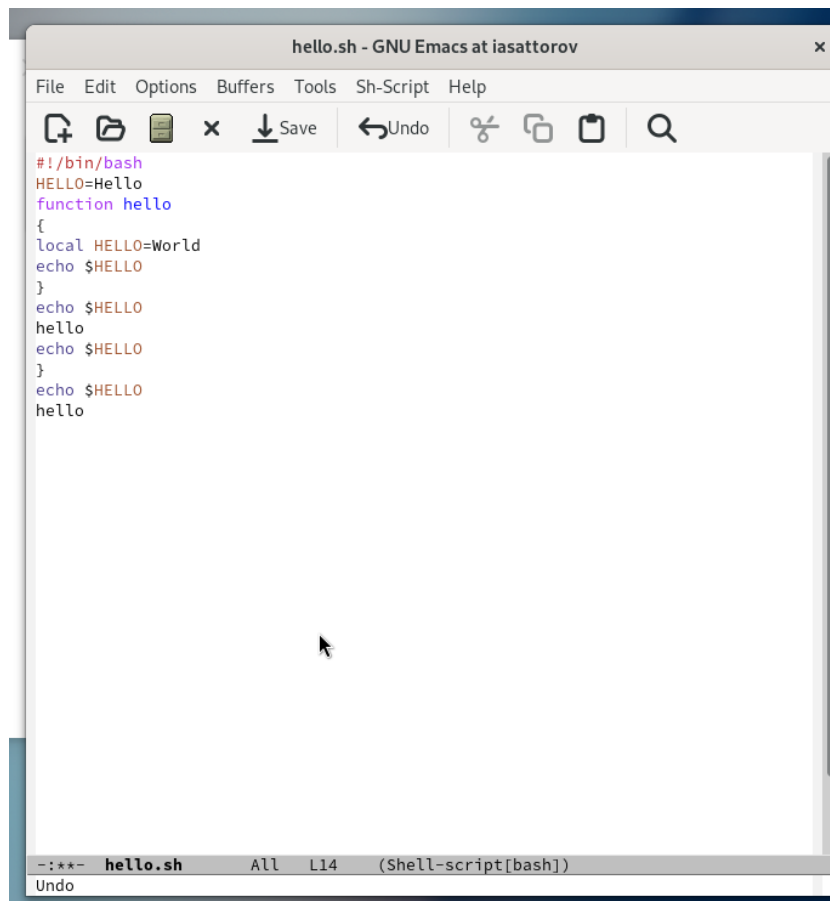 hello.sh - GNU Emacs at iasattorov
File Edit Options Buffers Tools Sh-Script Help
Save Undo
#!/bin/bash
HELLO=Hello
function hello
{
local HELLO=World
echo $HELLO
}
echo $HELLO
hello
echo $HELLO
}
echo $HELLO
hello
-:**- hello.sh All L14 (Shell-script[bash])
Undo